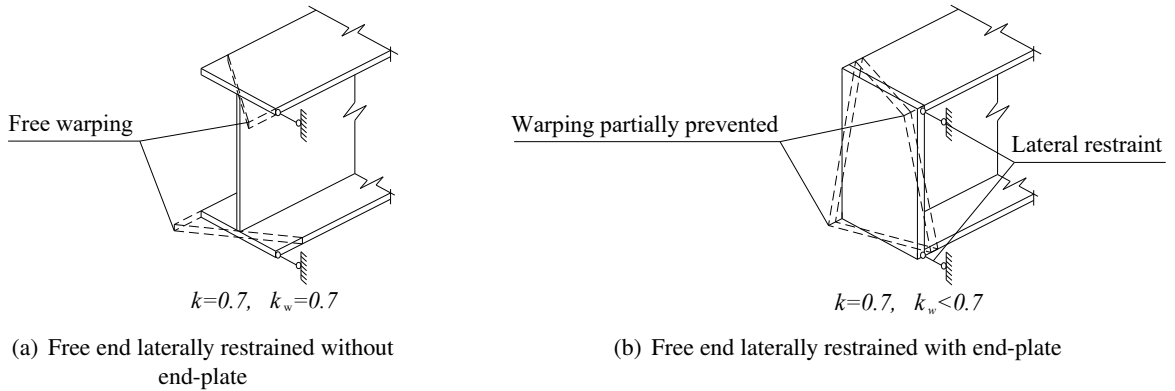 Free warping
k=0.7, kw=0.7
(a) Free end laterally restrained without
end-plate
Warping partially prevented
Lateral restraint
k=0.7, kw<0.7
(b) Free end laterally restrained with end-plate